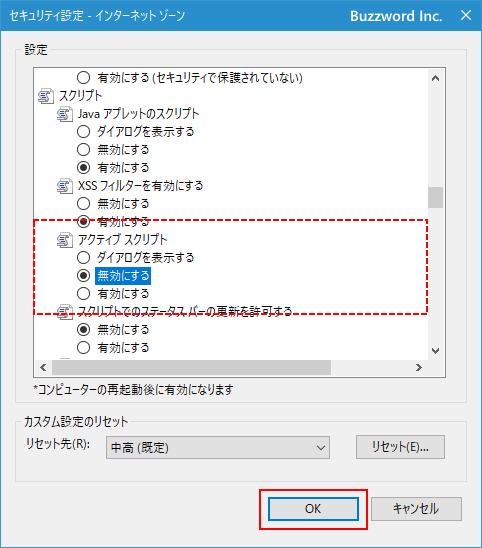 セキュリティ設定 - インターネット ゾーン
Buzzword Inc.
設定
有効にする (セキュリティで保護されていない)
スクリプト
Java アプレットのスクリプト
ダイアログを表示する
無効にする
有効にする
XSS フィルターを有効にする
無効にする
有効にする
アクティブ スクリプト
ダイアログを表示する
無効にする
有効にする
スクリプトでのステータス バーの更新を許可する
無効にする
有効にする
*コンピューターの再起動後に有効になります
カスタム設定のリセット
リセット先(R):
中高 (既定)
リセット(E)...
OK
キャンセル